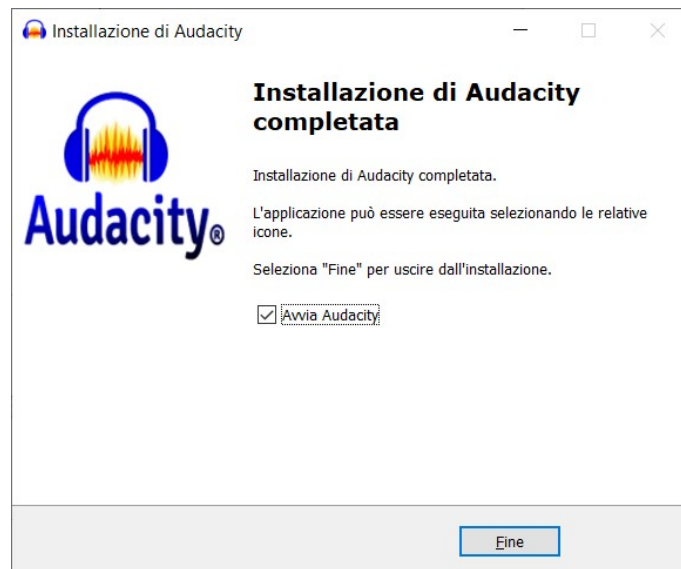 Installazione di Audacity
Installazione di Audacity
completata
Audacity®
Installazione di Audacity completata.
L'applicazione può essere eseguita selezionando le relative
icone.
Seleziona "Fine" per uscire dall'installazione.
Avvia Audacity
Fine